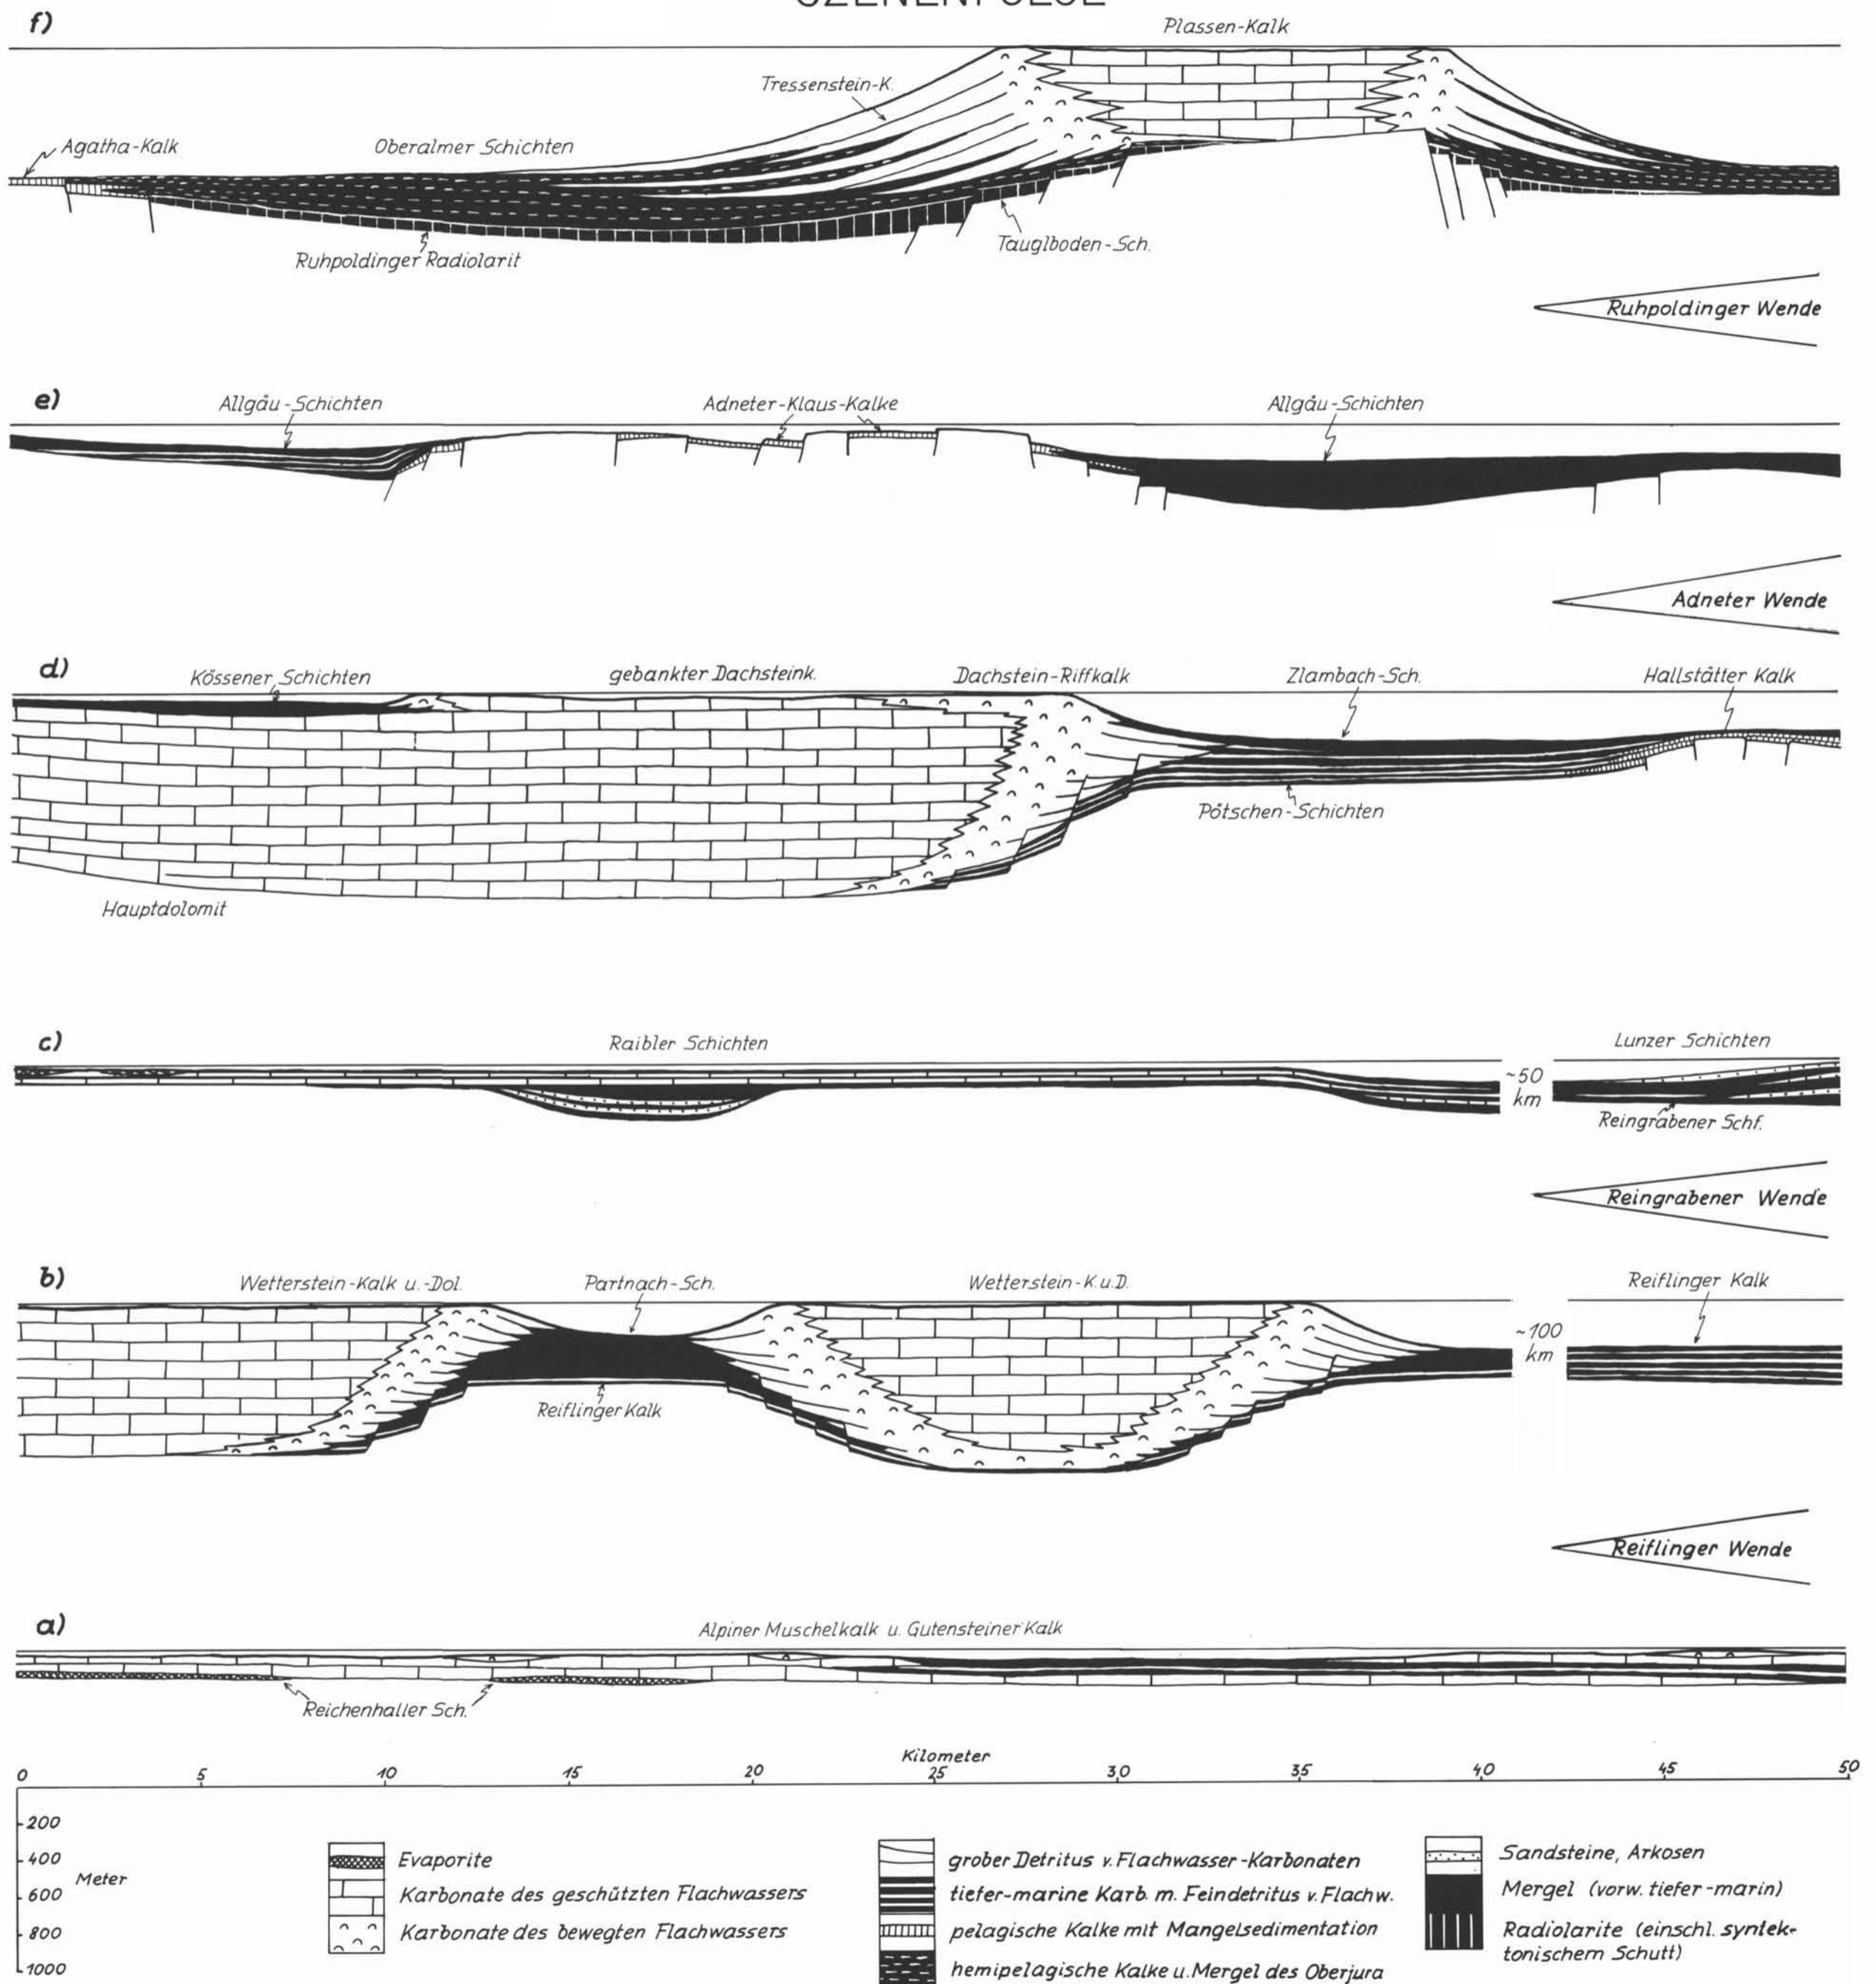 f)
Plassen-Kalk
Tressenstein-K.
Agatha-Kalk
Oberalmer Schichten
Tauglboden-Sch.
Ruhpoldinger Radiolarit
Ruhpoldinger Wende
e)
Allgäu-Schichten
Adneter-Klaus-Kalke
Allgäu-Schichten
Adneter Wende
d)
Kössener Schichten
gebankter Dachsteink.
Dachstein-Riffkalk
Zlambach-Sch.
Hallstätter Kalk
Pötschen-Schichten
Hauptdolomit
c)
Raibler Schichten
Lunzer Schichten
~50
km
Reingrabener Schf.
Reingrabener Wende
b)
Wetterstein-Kalk u.-Dol.
Partnach-Sch.
Wetterstein-K.u.D.
Reiflinger Kalk
~100
km
Reiflinger Kalk
Reiflinger Wende
a)
Alpiner Muschelkalk u. Gutensteiner Kalk
Reichenhaller Sch.
Kilometer
0 5 10 15 20 25 30 35 40 45 50
200
400
Meter
600
800
1000
Evaporite
Karbonate des geschützten Flachwassers
Karbonate des bewegten Flachwassers
grober Detritus v. Flachwasser-Karbonaten
tiefer-marine Karb. m. Feindetritus v. Flachw.
pelagische Kalke mit Mangelsedimentation
hemipelagische Kalke u. Mergel des Oberjura
Sandsteine, Arkosen
Mergel (vorw. tiefer-marin)
Radiolarite (einschl. syntek-
tonischem Schutt)